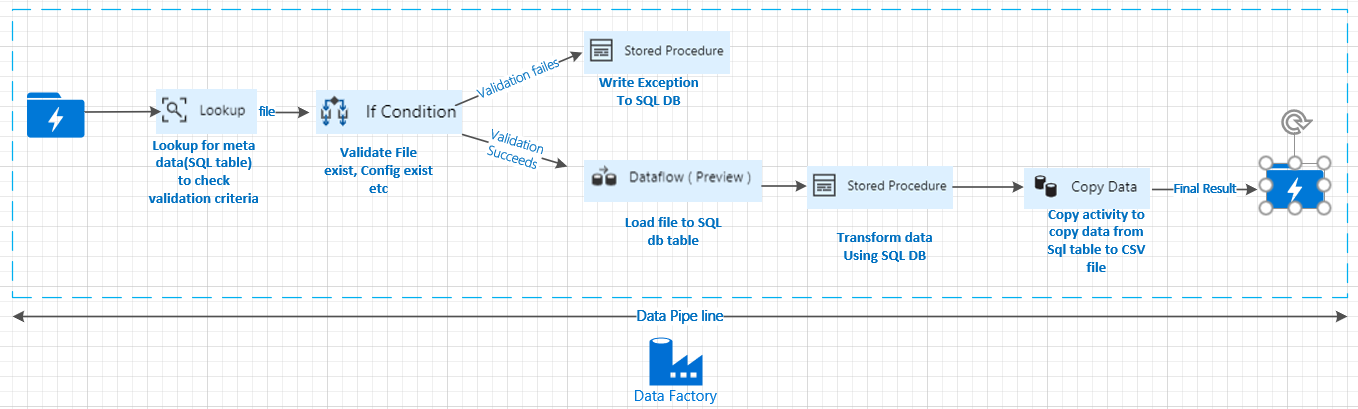 Stored Procedure
Write Exception
To SQL DB
Validation failes
Lookup
file
If Condition
Lookup for meta
data(SQL table)
to check
validation criteria
Validate File
exist, Config exist
etc
Validation
Succeeds
Dataflow ( Preview )
Load file to SQL
db table
Stored Procedure
Transform data
Using SQL DB
Copy Data
Copy activity to
copy data from
Sql table to CSV
file
Final Result
Data Pipe line
Data Factory